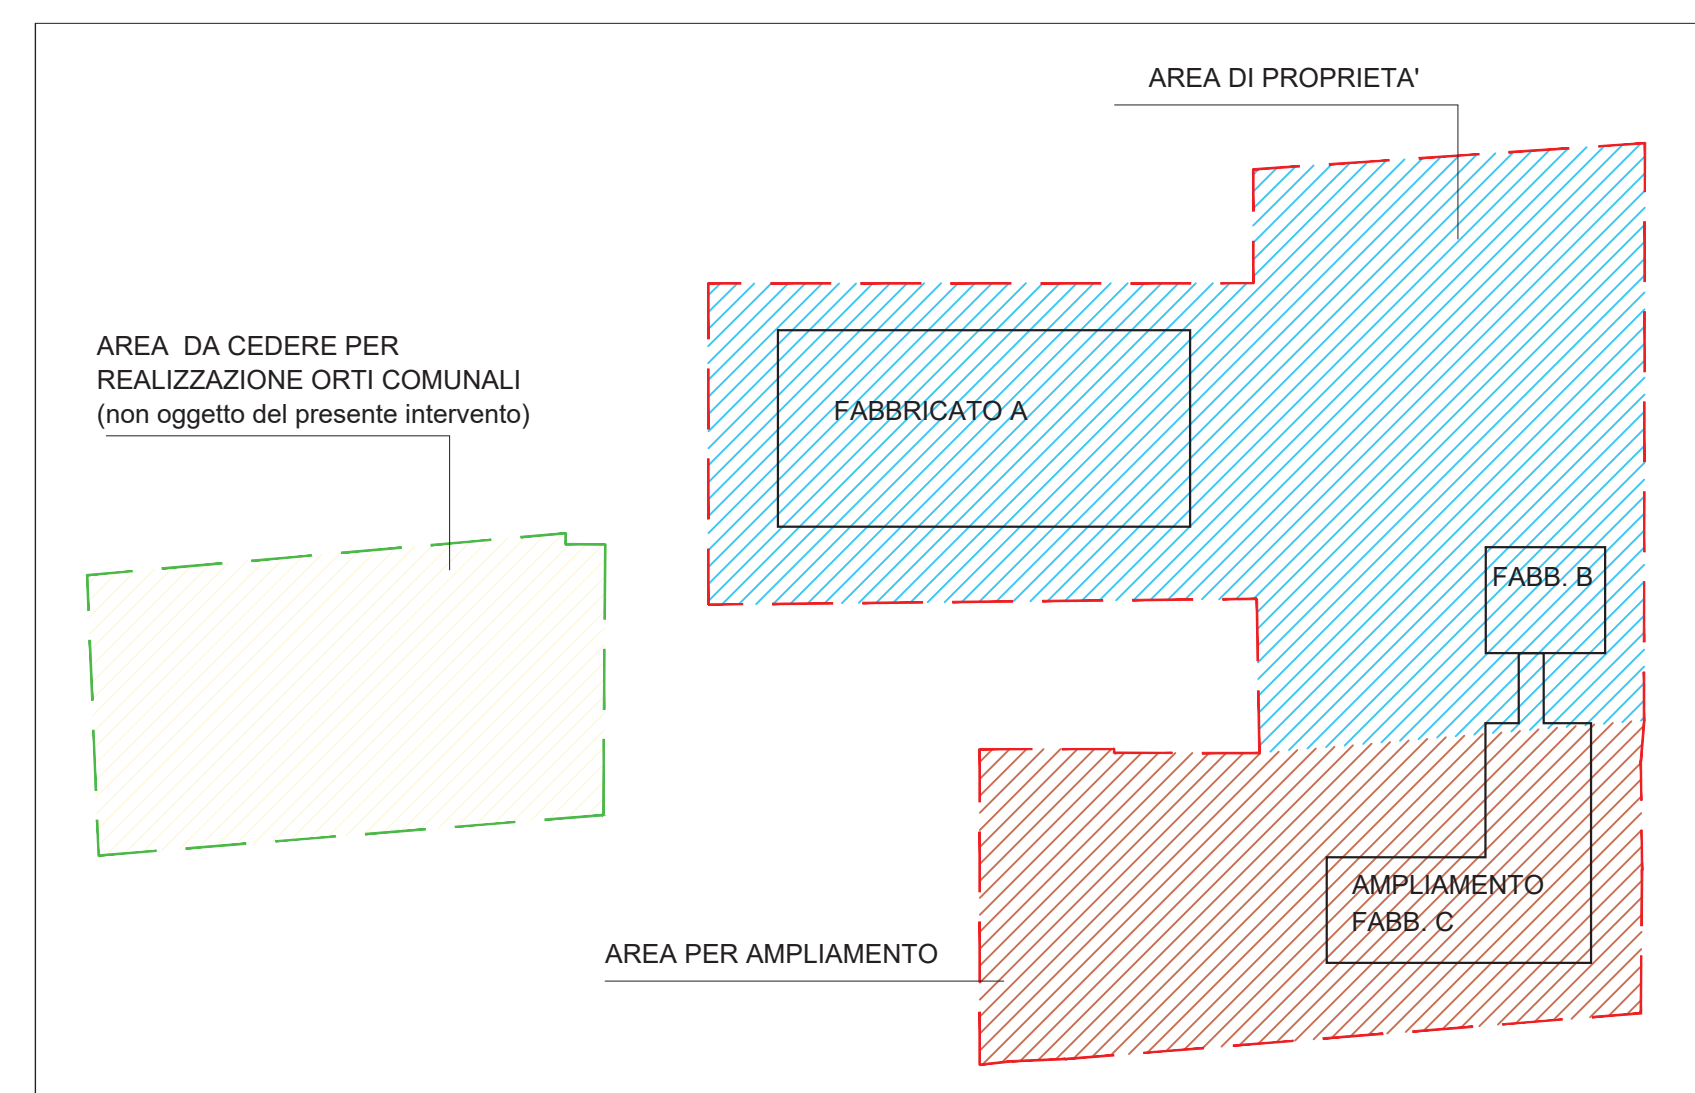 AREA DI PROPRIETA'
AREA DA CEDERE PER
REALIZZAZIONE ORTI COMUNALI
(non oggetto del presente intervento)
FABBRICATO A
FABB. B
AMPLIAMENTO
FABB. C
AREA PER AMPLIAMENTO